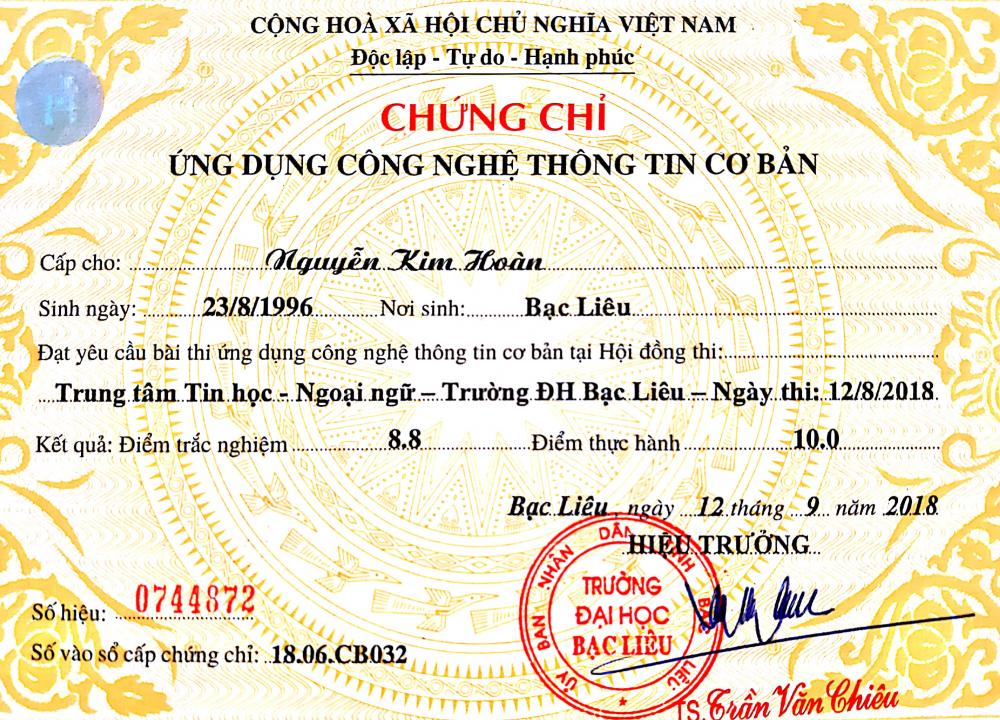 CỘNG HOÀ XÃ HỘI CHỦ NGHĨA VIỆT NAM
Độc lập - Tự do - Hạnh phúc
CHỨNG CHỈ
ỨNG DỤNG CÔNG NGHỆ THÔNG TIN CƠ BẢN
Cấp cho: Nguyễn Kim Hoàn
Sinh ngày: 23/8/1996 Nơi sinh: Bạc Liêu
Đạt yêu cầu bài thi ứng dụng công nghệ thông tin cơ bản tại Hội đồng thi:
Trung tâm Tin học - Ngoại ngữ – Trường ĐH Bạc Liêu – Ngày thi: 12/8/2018
Kết quả: Điểm trắc nghiệm 8.8 Điểm thực hành 10.0
Bạc Liêu, ngày 12 tháng 9 năm 2018
HIỆU TRƯỞNG
ỦY BAN NHÂN DÂN TỈNH BẠC LIÊU
TRƯỜNG
ĐẠI HỌC
BẠC LIÊU
Số hiệu: 0744872
Số vào sổ cấp chứng chỉ: 18.06.CB032
TS. Trần Văn Chiêu